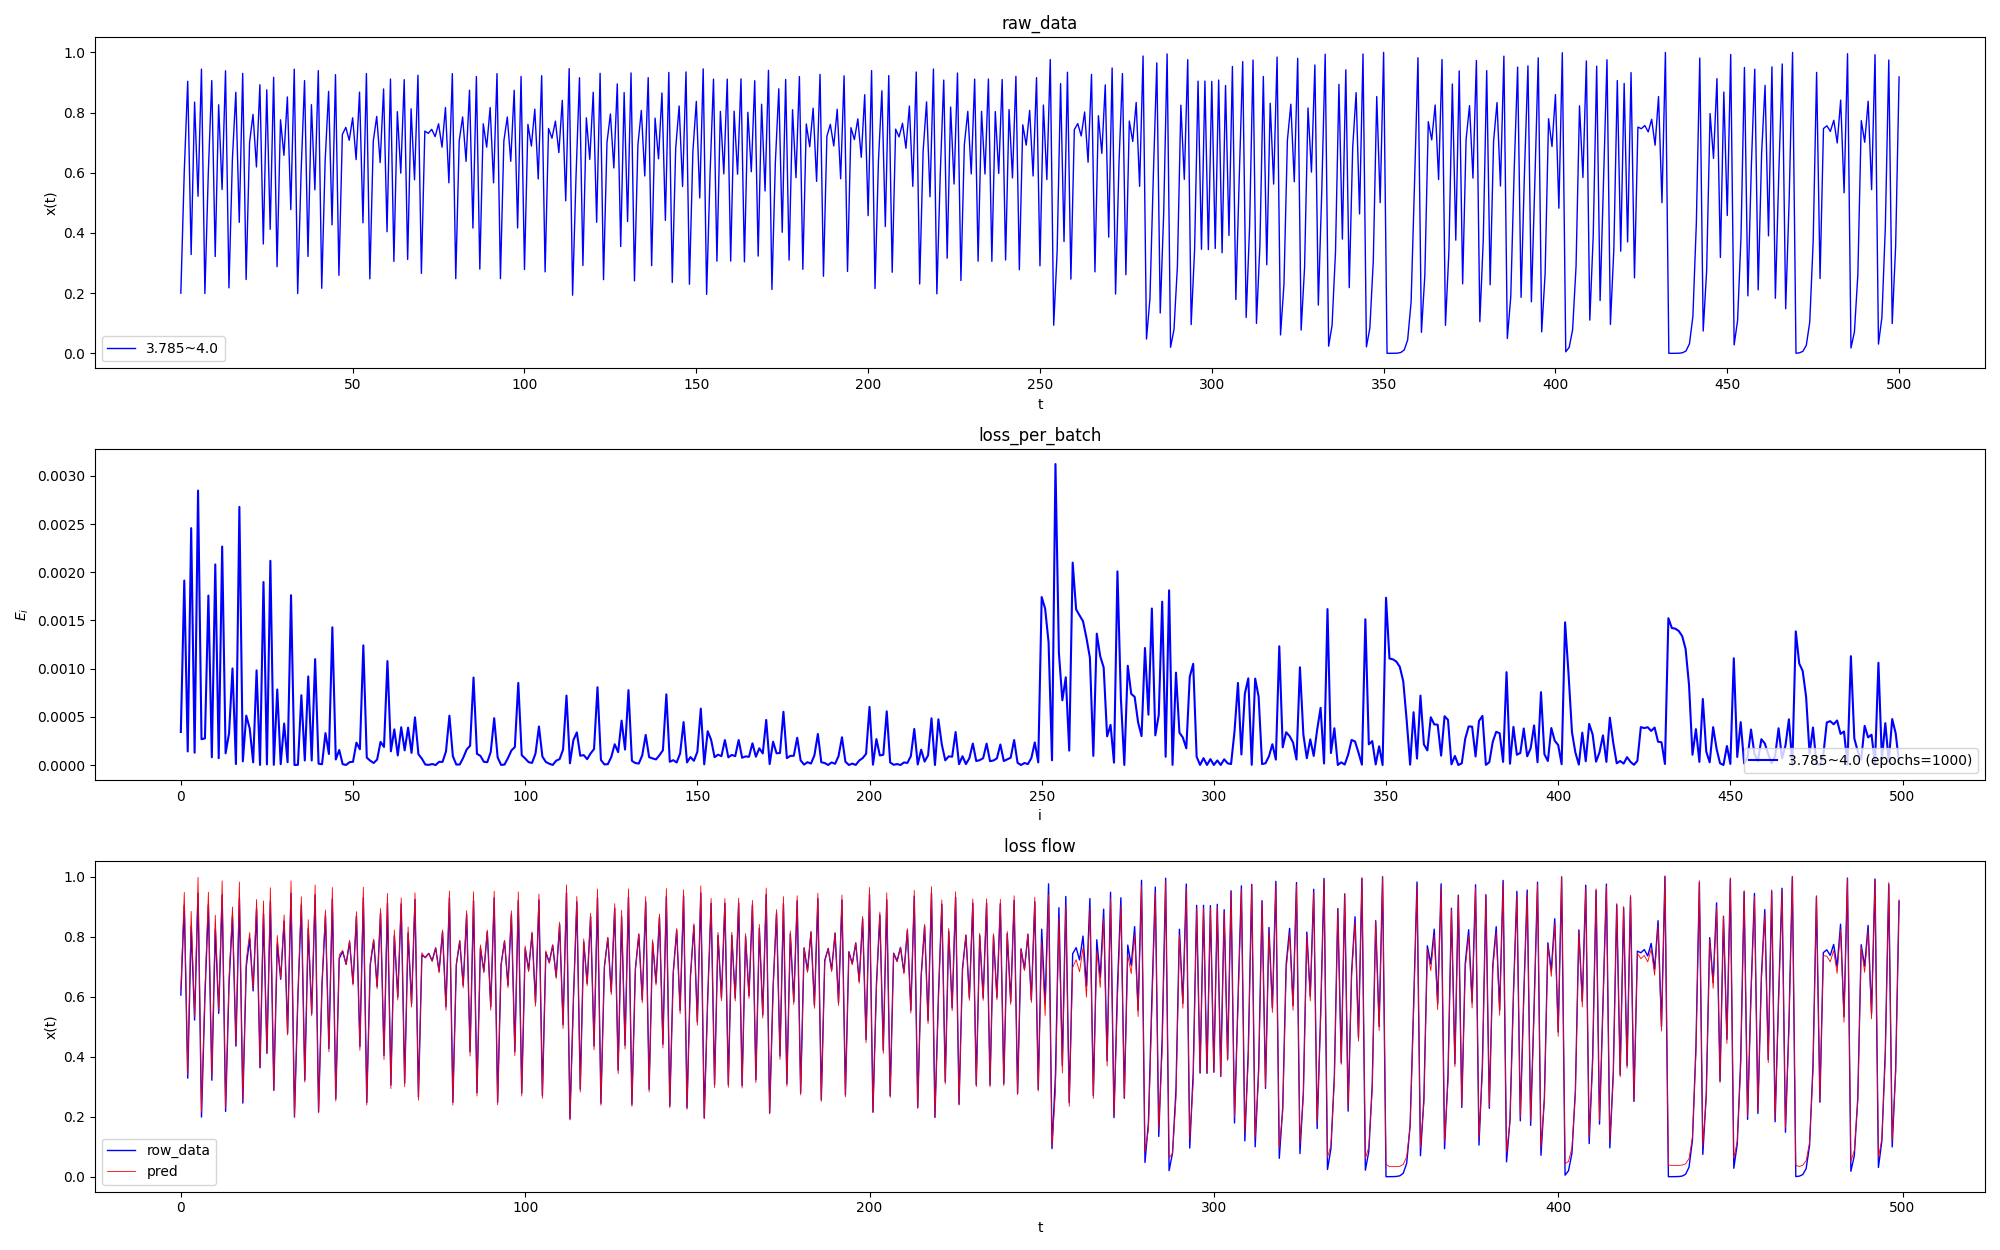 raw_data
1.0
0.8
0.6
0.4
0.2
0.0
x(t)
3.785~4.0
50 100 150 200 250 300 350 400 450 500
t
loss_per_batch
0.0030
0.0025
0.0020
0.0015
0.0010
0.0005
0.0000
E_i
3.785~4.0 (epochs=1000)
0 50 100 150 200 250 300 350 400 450 500
i
loss flow
1.0
0.8
0.6
0.4
0.2
0.0
x(t)
row_data
pred
0 100 200 300 400 500
t